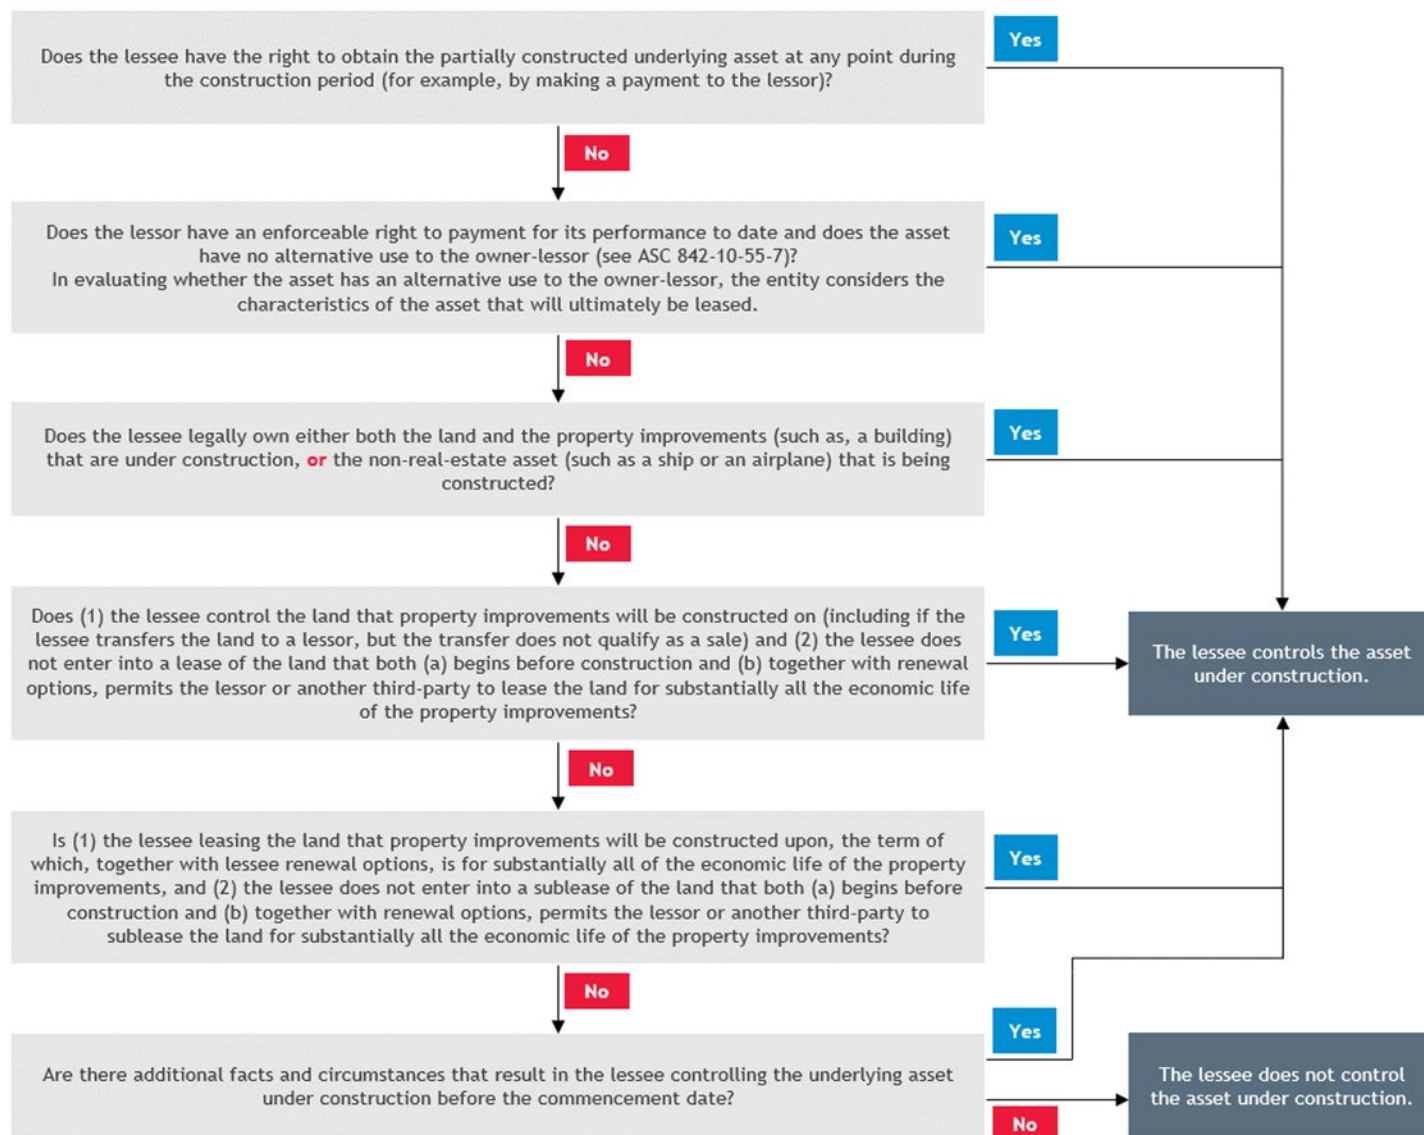 Does the lessee have the right to obtain the partially constructed underlying asset at any point during
the construction period (for example, by making a payment to the lessor)?
Yes
No
Does the lessor have an enforceable right to payment for its performance to date and does the asset
have no alternative use to the owner-lessor (see ASC 842-10-55-7)?
In evaluating whether the asset has an alternative use to the owner-lessor, the entity considers the
characteristics of the asset that will ultimately be leased.
Yes
No
Does the lessee legally own either both the land and the property improvements (such as, a building)
that are under construction, or the non-real-estate asset (such as a ship or an airplane) that is being
constructed?
Yes
No
Does (1) the lessee control the land that property improvements will be constructed on (including if the
lessee transfers the land to a lessor, but the transfer does not qualify as a sale) and (2) the lessee does
not enter into a lease of the land that both (a) begins before construction and (b) together with renewal
options, permits the lessor or another third-party to lease the land for substantially all the economic life
of the property improvements?
Yes
The lessee controls the asset
under construction.
No
Is (1) the lessee leasing the land that property improvements will be constructed upon, the term of
which, together with lessee renewal options, is for substantially all of the economic life of the property
improvements, and (2) the lessee does not enter into a sublease of the land that both (a) begins before
construction and (b) together with renewal options, permits the lessor or another third-party to
sublease the land for substantially all the economic life of the property improvements?
Yes
No
Are there additional facts and circumstances that result in the lessee controlling the underlying asset
under construction before the commencement date?
Yes
No
The lessee does not control
the asset under construction.